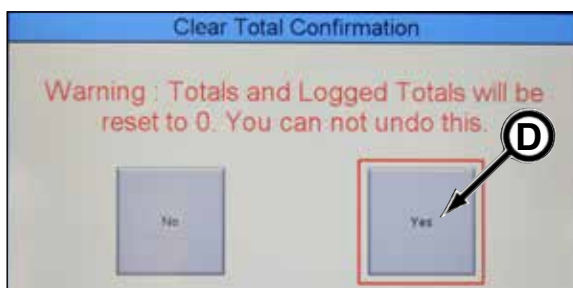 Clear Total Confirmation
Warning : Totals and Logged Totals will be
reset to 0. You can not undo this.
D
No
Yes